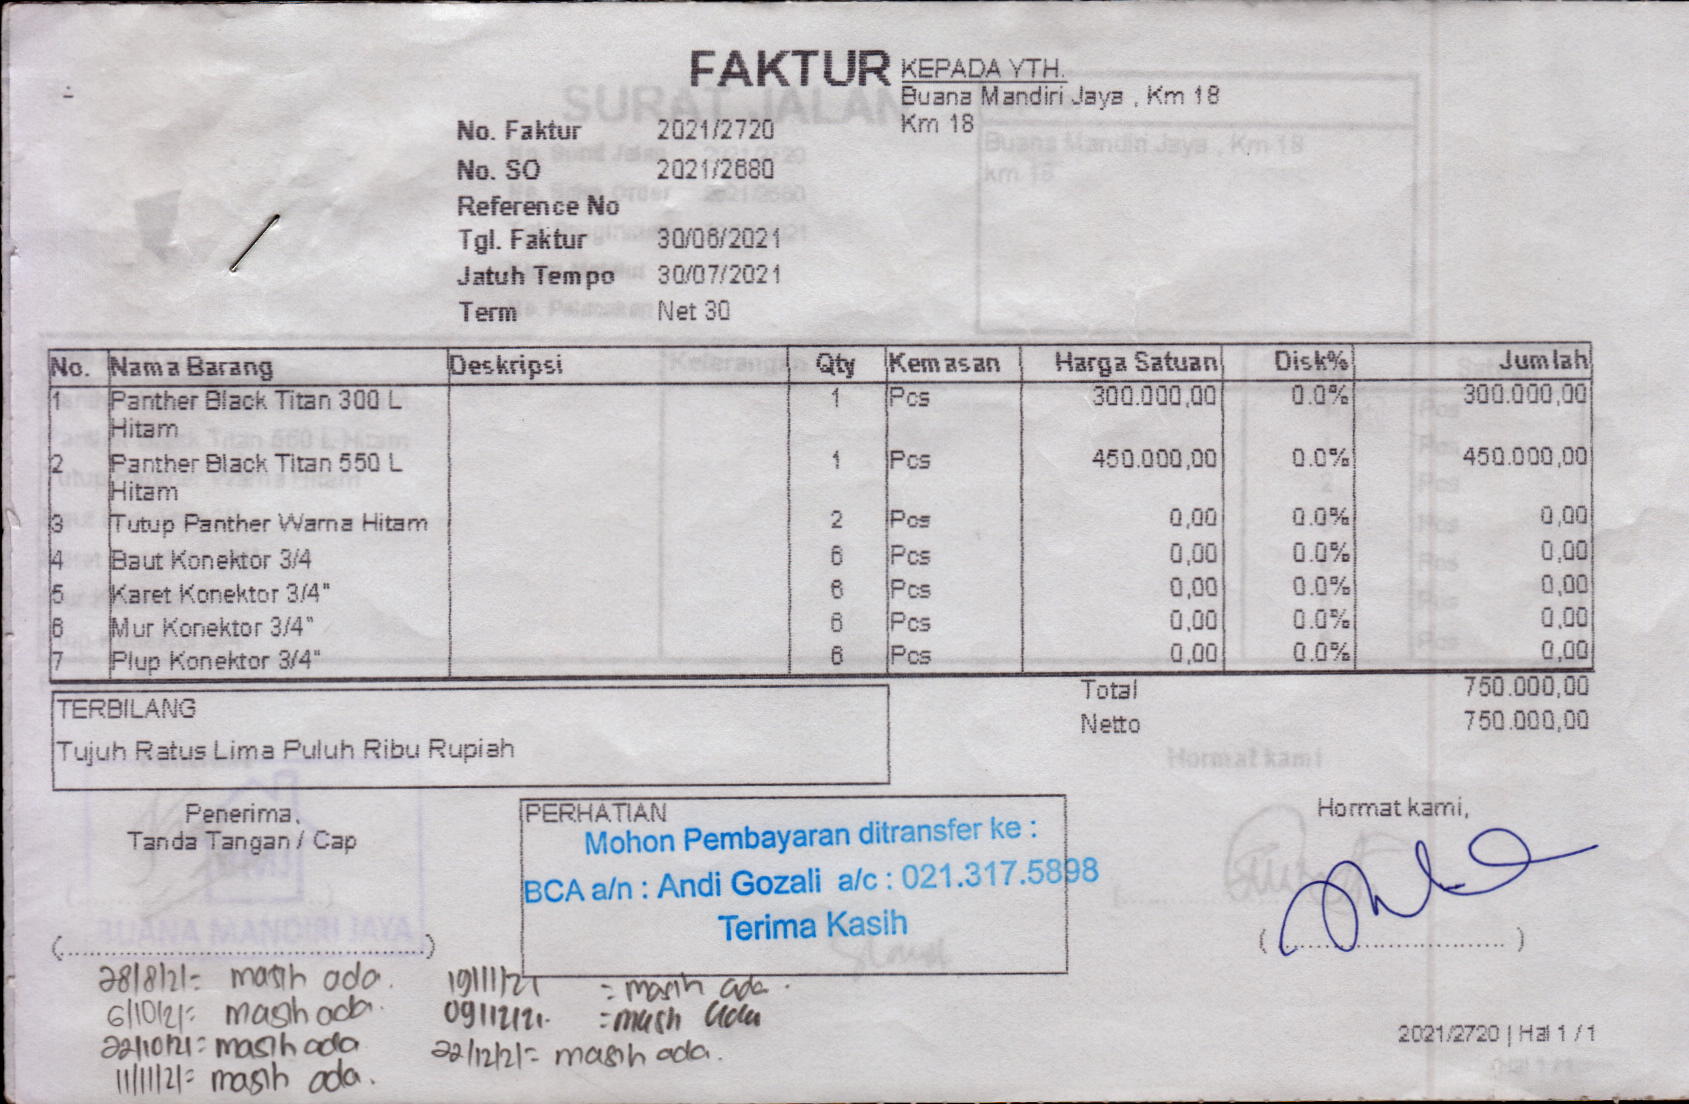 FAKTUR
KEPADA YTH.
Buana Mandiri Jaya , Km 18
Km 18
No. Faktur 2021/2720
No. SO 2021/2680
Reference No
Tgl. Faktur 30/06/2021
Jatuh Tempo 30/07/2021
Term Net 30
No. Nama Barang Deskripsi Qty Kemasan Harga Satuan Disk% Jumlah
1 Panther Black Titan 300 L Hitam 1 Pcs 300.000,00 0.0% 300.000,00
2 Panther Black Titan 550 L Hitam 1 Pcs 450.000,00 0.0% 450.000,00
3 Tutup Panther Warna Hitam 2 Pcs 0,00 0.0% 0,00
4 Baut Konektor 3/4 6 Pcs 0,00 0.0% 0,00
5 Karet Konektor 3/4" 6 Pcs 0,00 0.0% 0,00
6 Mur Konektor 3/4" 6 Pcs 0,00 0.0% 0,00
7 Plup Konektor 3/4" 6 Pcs 0,00 0.0% 0,00
Total 750.000,00
Netto 750.000,00
TERBILANG
Tujuh Ratus Lima Puluh Ribu Rupiah
Penerima,
Tanda Tangan / Cap
PERHATIAN
Mohon Pembayaran ditransfer ke :
BCA a/n : Andi Gozali a/c : 021.317.5898
Terima Kasih
Hormat kami,
BUANA MANDIRI JAYA
28/8/21= masih ada.
6/10/21= masih ada.
22/10/21= masih ada
11/11/21= masih ada.
19/11/21 = masih ada.
09/12/21. = masih ada
22/12/21= masih ada.
2021/2720 | Hal 1 / 1